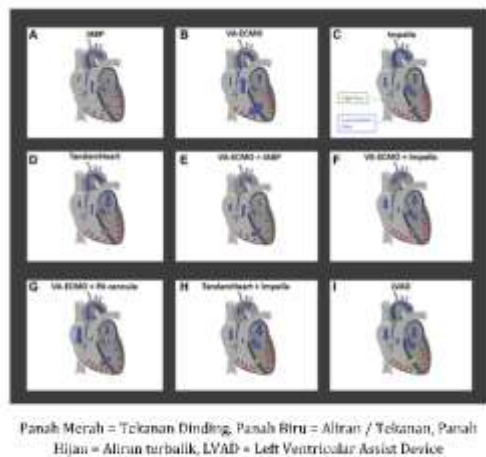 A IABP
B VA-ECMO
C Impella
D TandemHeart
E VA-ECMO + IABP
F VA-ECMO + Impella
G VA-ECMO + PA-cannula
H TandemHeart + Impella
I LVAD
Panah Merah = Tekanan Dinding, Panah Biru = Aliran / Tekanan, Panah
Hijau = Aliran terbalik, LVAD = Left Ventricular Assist Device